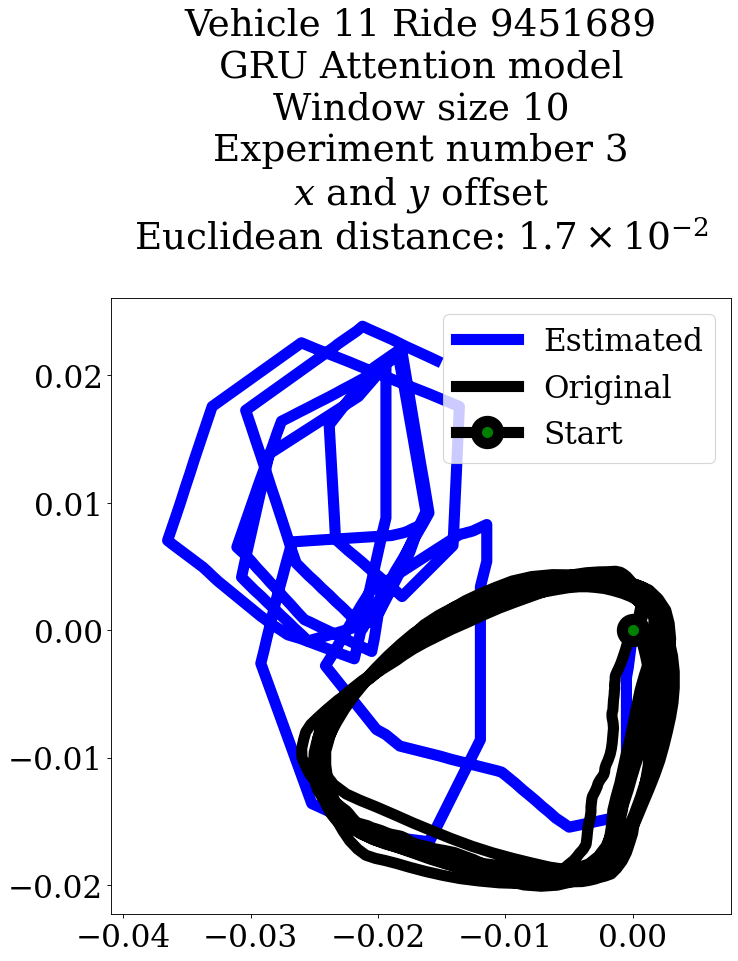 Vehicle 11 Ride 9451689
GRU Attention model
Window size 10
Experiment number 3
x and y offset
Euclidean distance: 1.7 × 10⁻²
Estimated
Original
Start
0.02
0.01
0.00
−0.01
−0.02
−0.04 −0.03 −0.02 −0.01 0.00